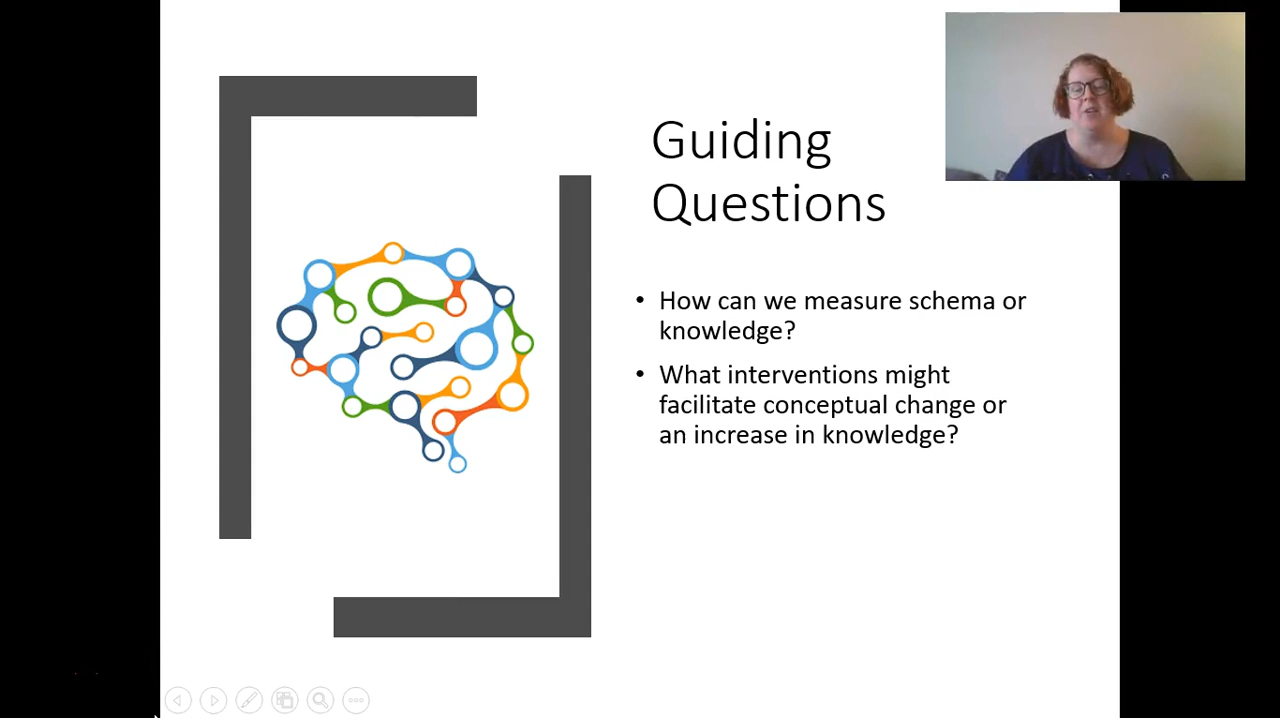 Guiding
Questions
• How can we measure schema or
knowledge?
• What interventions might
facilitate conceptual change or
an increase in knowledge?